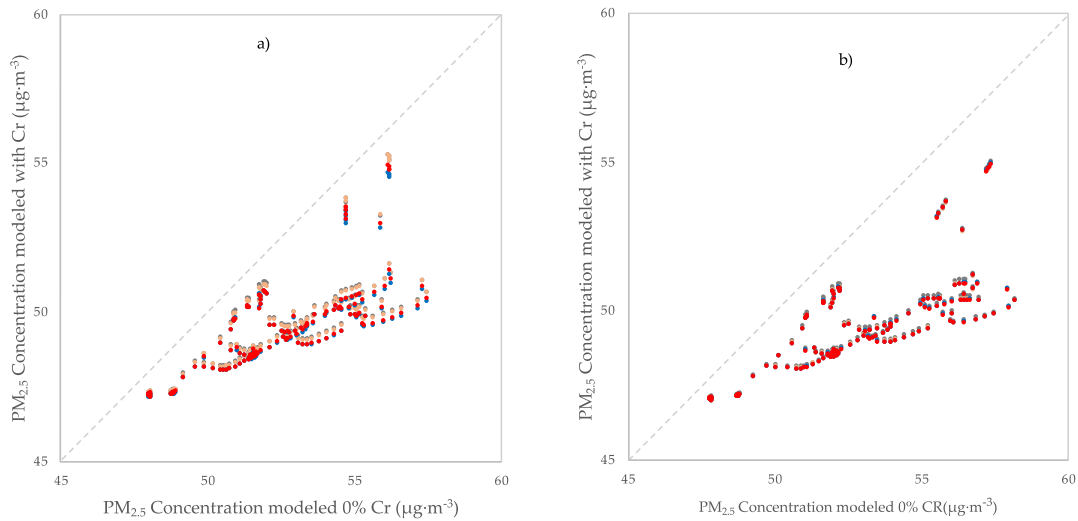 a)
60
55
50
45
PM2.5 Concentration modeled with Cr (µg·m-3)
45 50 55 60
PM2.5 Concentration modeled 0% Cr (µg·m-3)
b)
60
55
50
45
PM2.5 Concentration modeled with Cr (µg·m-3)
45 50 55 60
PM2.5 Concentration modeled 0% CR(µg·m-3)